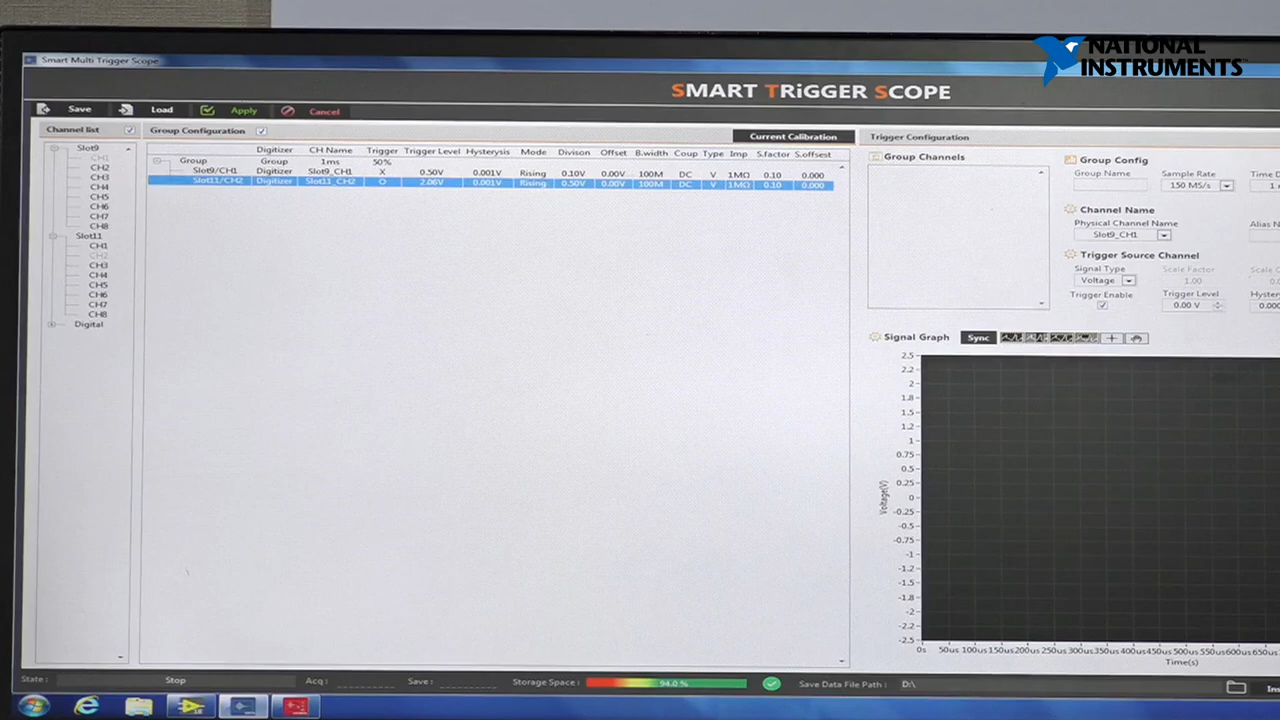 NATIONAL
INSTRUMENTS
Smart Multi Trigger Scope
SMART TRiGGER SCOPE
Save Load Apply Cancel
Channel list Group Configuration Current Calibration Trigger Configuration
Digitizer CH Name Trigger Trigger Level Hysterysis Mode Divison Offset B.width Coup Type Imp S.factor S.offsest
Group Group 1ms 50%
Slot9/CH1 Digitizer Slot9_CH1 X 0.50V 0.001V Rising 0.10V 0.00V 100M DC V 1MΩ 0.10 0.000
Slot11/CH2 Digitizer Slot11_CH2 O 2.06V 0.001V Rising 0.50V 0.00V 100M DC V 1MΩ 0.10 0.000
Slot9
CH1
CH2
CH3
CH4
CH5
CH6
CH7
CH8
Slot11
CH1
CH2
CH3
CH4
CH5
CH6
CH7
CH8
Digital
Group Channels
Group Config
Group Name Sample Rate Time D
150 MS/s
Channel Name
Physical Channel Name Alias N
Slot9_CH1
Trigger Source Channel
Signal Type Scale Factor Scale
Voltage 1.00
Trigger Enable Trigger Level Hyster
0.00 V 0.000
Signal Graph Sync
2.5
2.2
2
1.8
1.5
1.2
1
0.75
0.5
0.25
0
-0.25
-0.5
-0.75
-1
-1.2
-1.5
-1.8
-2
-2.2
-2.5
Voltage(V)
0s 50us 100us 150us 200us 250us 300us 350us 400us 450us 500us 550us 600us 650us
Time(s)
State : Stop Acq : Save : Storage Space : 94.0 % Save Data File Path : D:\ Ins